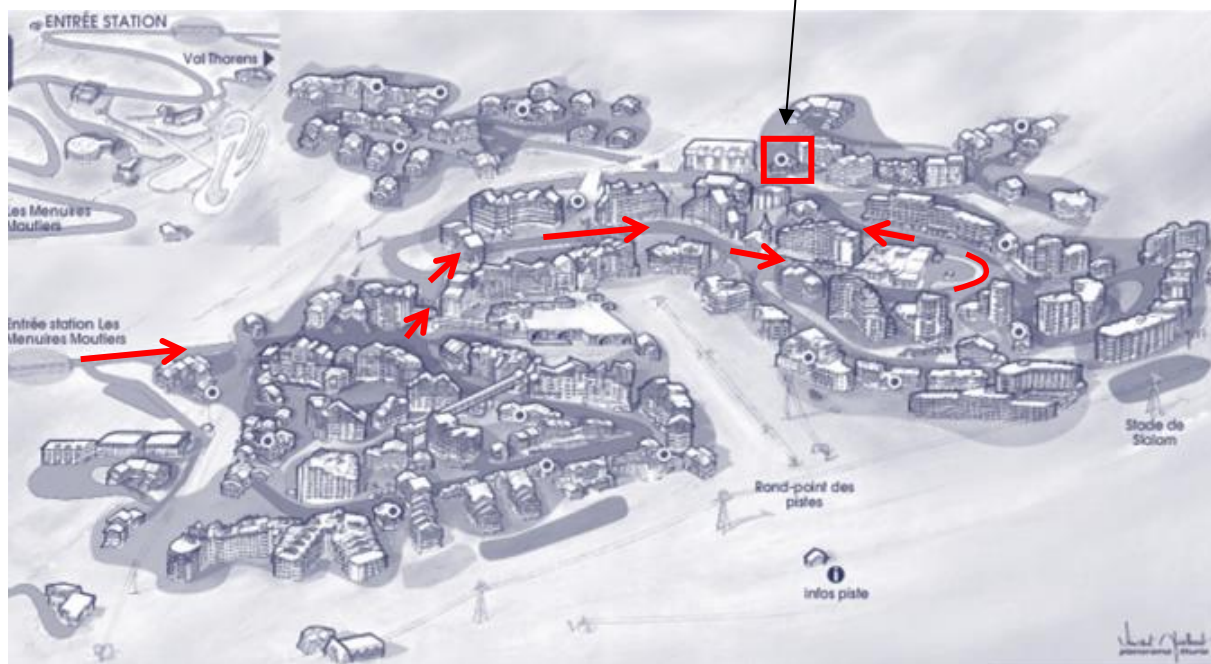 ENTRÉE STATION
Val Thorens
Les Menuires
Moutiers
Entrée station Les
Menuires Moutiers
Stade de
Slalom
Rond-point des
pistes
i
infos piste